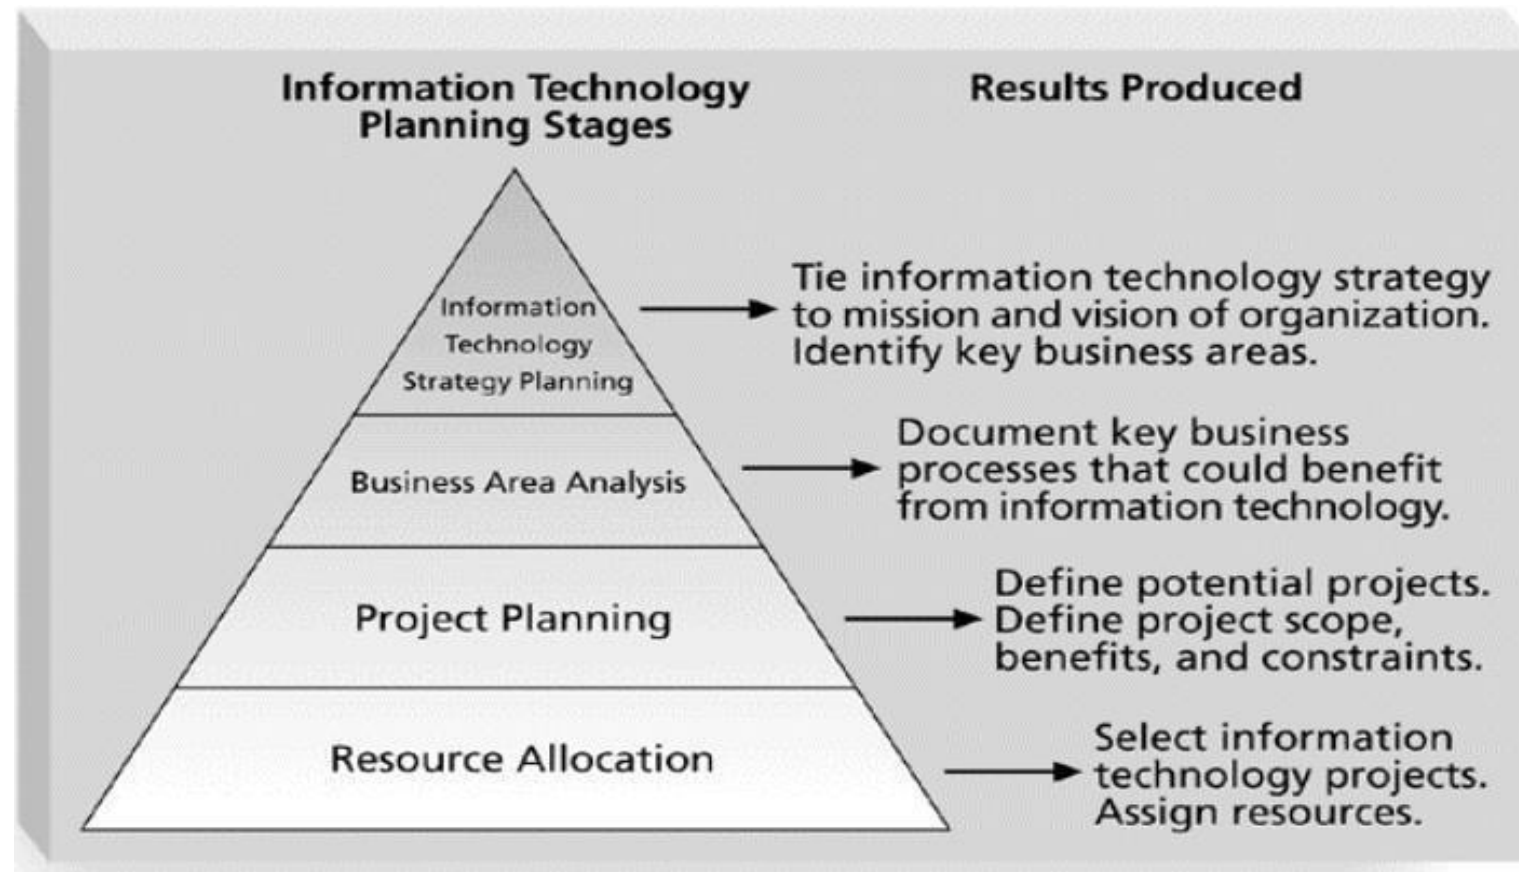 Information Technology
Planning Stages
Results Produced
Information
Technology
Strategy Planning
Tie information technology strategy
to mission and vision of organization.
Identify key business areas.
Business Area Analysis
Document key business
processes that could benefit
from information technology.
Project Planning
Define potential projects.
Define project scope,
benefits, and constraints.
Resource Allocation
Select information
technology projects.
Assign resources.